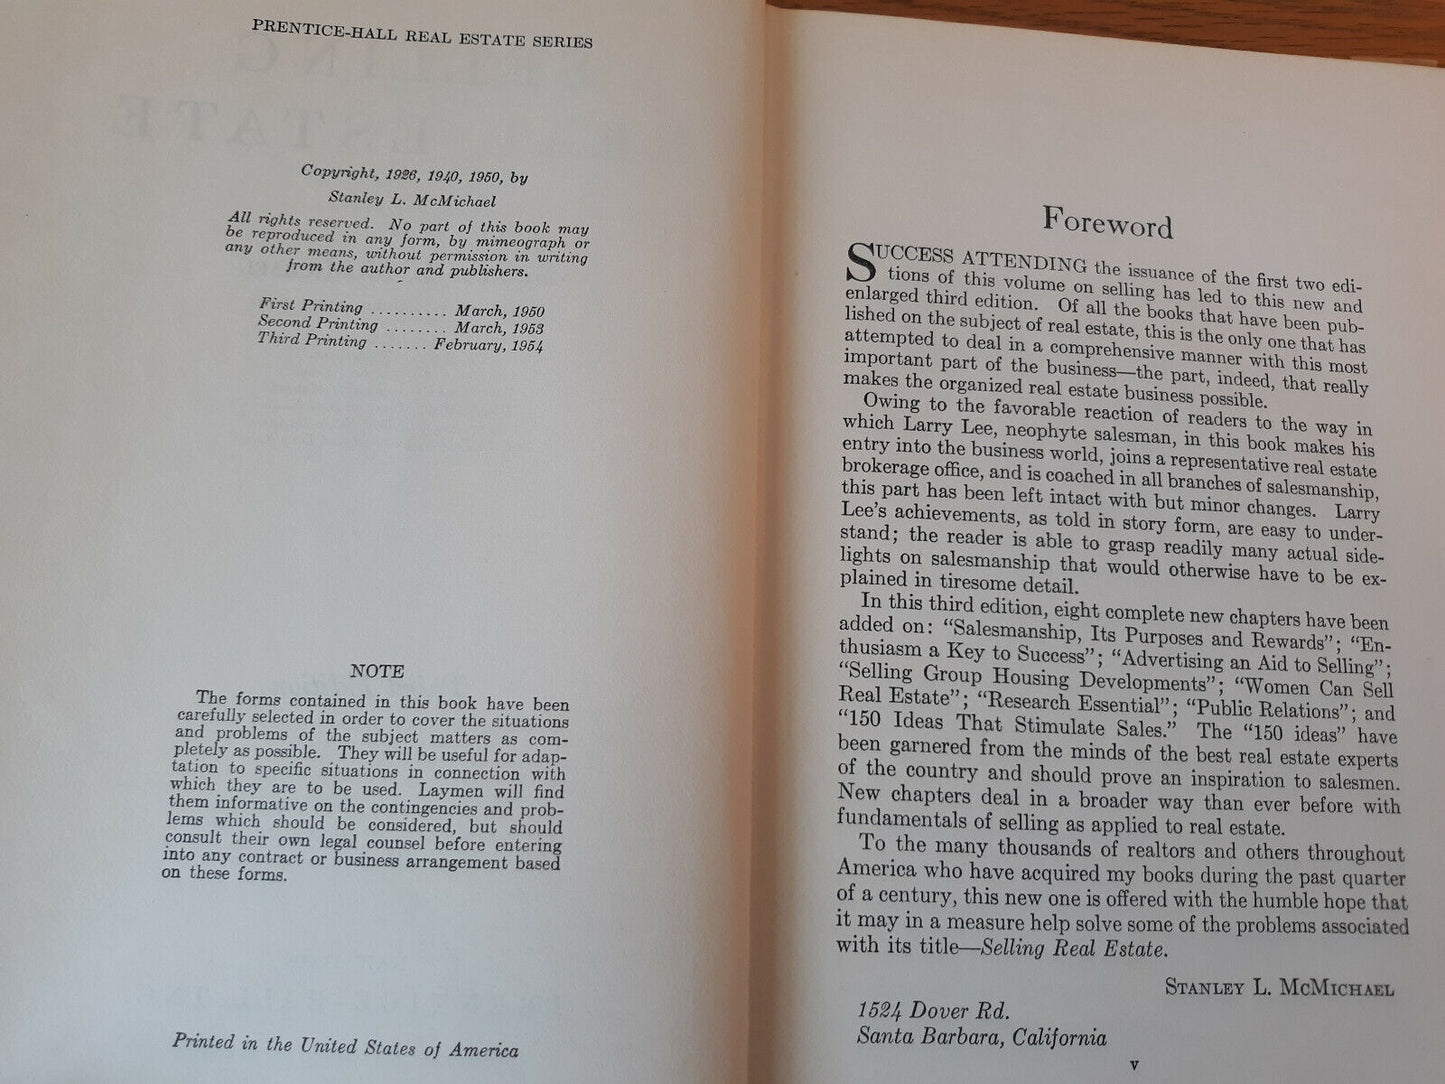 PRENTICE-HALL REAL ESTATE SERIES
Copyright, 1926, 1940, 1950, by
Stanley L. McMichael
All rights reserved. No part of this book may
be reproduced in any form, by mimeograph or
any other means, without permission in writing
from the author and publishers.
First Printing .......... March, 1950
Second Printing ........ March, 1953
Third Printing ....... February, 1954
NOTE
The forms contained in this book have been
carefully selected in order to cover the situations
and problems of the subject matters as com-
pletely as possible. They will be useful for adap-
tation to specific situations in connection with
which they are to be used. Laymen will find
them informative on the contingencies and prob-
lems which should be considered, but should
consult their own legal counsel before entering
into any contract or business arrangement based
on these forms.
Printed in the United States of America
Foreword
SUCCESS ATTENDING the issuance of the first two edi-
tions of this volume on selling has led to this new and
enlarged third edition. Of all the books that have been pub-
lished on the subject of real estate, this is the only one that has
attempted to deal in a comprehensive manner with this most
important part of the business—the part, indeed, that really
makes the organized real estate business possible.
Owing to the favorable reaction of readers to the way in
which Larry Lee, neophyte salesman, in this book makes his
entry into the business world, joins a representative real estate
brokerage office, and is coached in all branches of salesmanship,
this part has been left intact with but minor changes. Larry
Lee's achievements, as told in story form, are easy to under-
stand; the reader is able to grasp readily many actual side-
lights on salesmanship that would otherwise have to be ex-
plained in tiresome detail.
In this third edition, eight complete new chapters have been
added on: "Salesmanship, Its Purposes and Rewards"; "En-
thusiasm a Key to Success"; "Advertising an Aid to Selling";
"Selling Group Housing Developments"; "Women Can Sell
Real Estate"; "Research Essential"; "Public Relations"; and
"150 Ideas That Stimulate Sales." The "150 ideas" have
been garnered from the minds of the best real estate experts
of the country and should prove an inspiration to salesmen.
New chapters deal in a broader way than ever before with
fundamentals of selling as applied to real estate.
To the many thousands of realtors and others throughout
America who have acquired my books during the past quarter
of a century, this new one is offered with the humble hope that
it may in a measure help solve some of the problems associated
with its title—Selling Real Estate.
STANLEY L. MCMICHAEL
1524 Dover Rd.
Santa Barbara, California
v